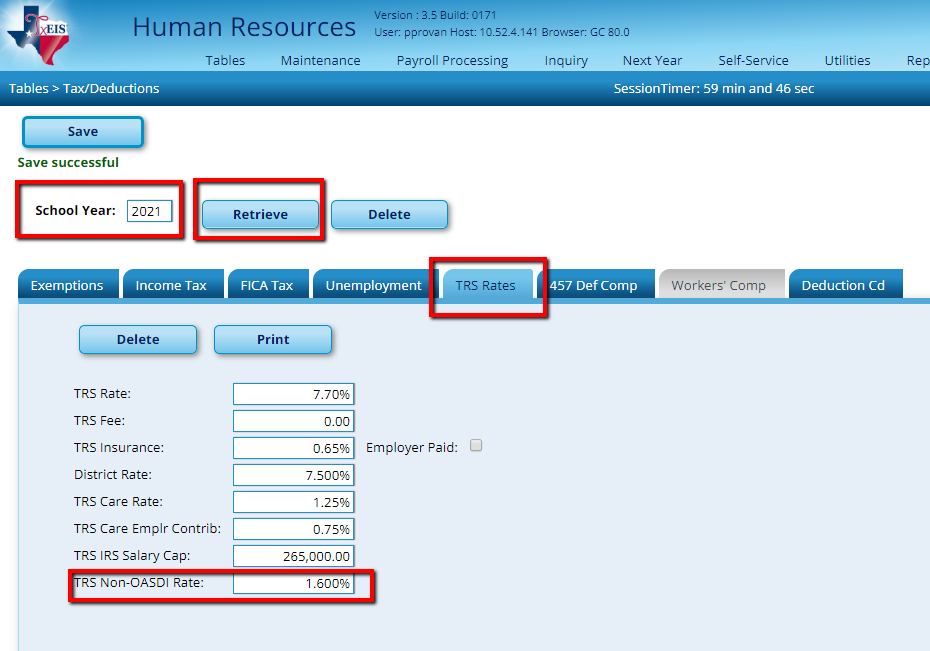 TxEIS
Human Resources
Version : 3.5 Build: 0171
User: pprovan Host: 10.52.4.141 Browser: GC 80.0
Tables Maintenance Payroll Processing Inquiry Next Year Self-Service Utilities Rep
Tables > Tax/Deductions SessionTimer: 59 min and 46 sec
Save
Save successful
School Year: 2021 Retrieve Delete
Exemptions Income Tax FICA Tax Unemployment TRS Rates 457 Def Comp Workers' Comp Deduction Cd
Delete Print
TRS Rate: 7.70%
TRS Fee: 0.00
TRS Insurance: 0.65% Employer Paid:
District Rate: 7.500%
TRS Care Rate: 1.25%
TRS Care Emplr Contrib: 0.75%
TRS IRS Salary Cap: 265,000.00
TRS Non-OASDI Rate: 1.600%